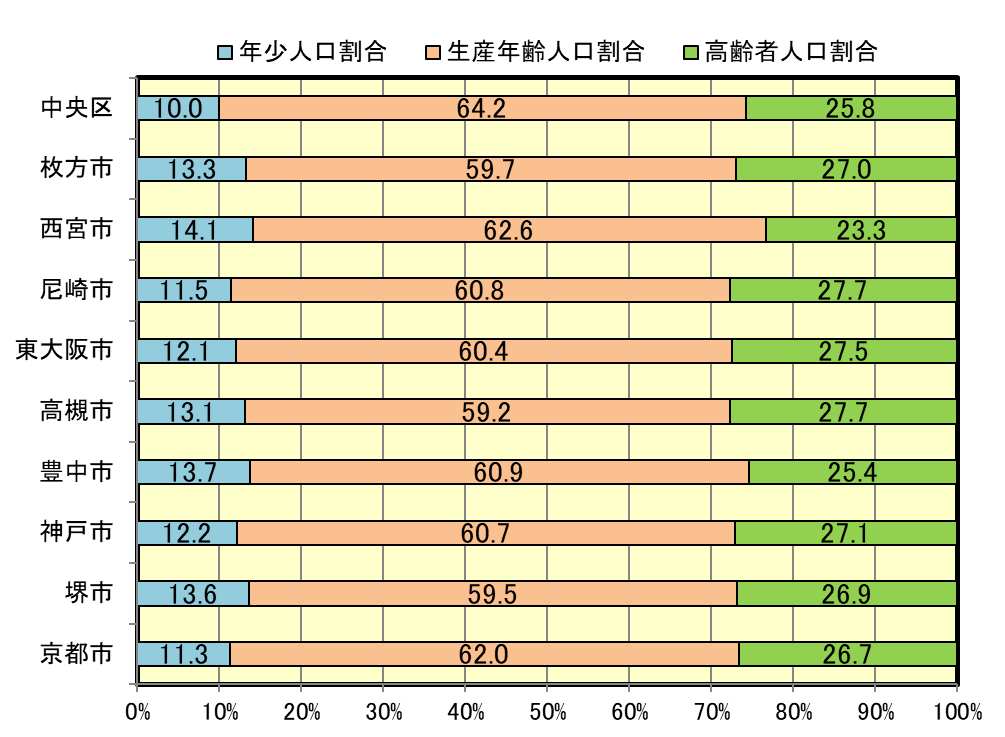 年少人口割合 生産年齢人口割合 高齢者人口割合
中央区 10.0 64.2 25.8
枚方市 13.3 59.7 27.0
西宮市 14.1 62.6 23.3
尼崎市 11.5 60.8 27.7
東大阪市 12.1 60.4 27.5
高槻市 13.1 59.2 27.7
豊中市 13.7 60.9 25.4
神戸市 12.2 60.7 27.1
堺市 13.6 59.5 26.9
京都市 11.3 62.0 26.7
0% 10% 20% 30% 40% 50% 60% 70% 80% 90% 100%